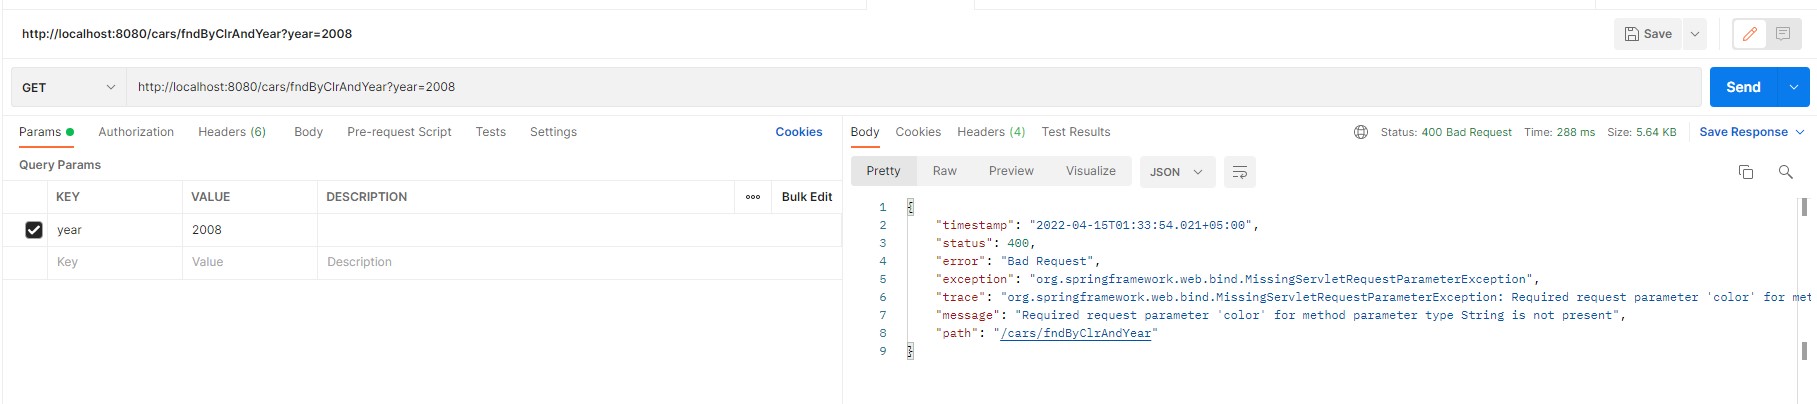 http://localhost:8080/cars/fndByClrAndYear?year=2008
Save
GET http://localhost:8080/cars/fndByClrAndYear?year=2008 Send
Params Authorization Headers (6) Body Pre-request Script Tests Settings Cookies
Query Params
KEY VALUE DESCRIPTION ooo Bulk Edit
year 2008
Key Value Description
Body Cookies Headers (4) Test Results Status: 400 Bad Request Time: 288 ms Size: 5.64 KB Save Response
Pretty Raw Preview Visualize JSON
1 {
2 "timestamp": "2022-04-15T01:33:54.021+05:00",
3 "status": 400,
4 "error": "Bad Request",
5 "exception": "org.springframework.web.bind.MissingServletRequestParameterException",
6 "trace": "org.springframework.web.bind.MissingServletRequestParameterException: Required request parameter 'color' for met
7 "message": "Required request parameter 'color' for method parameter type String is not present",
8 "path": "/cars/fndByClrAndYear"
9 }